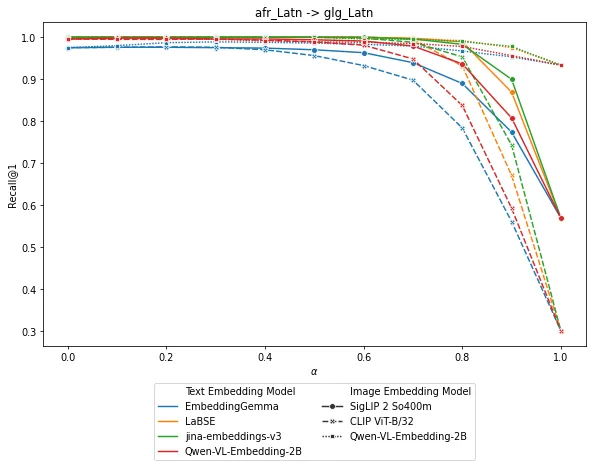 afr_Latn -> glg_Latn
Recall@1
1.0
0.9
0.8
0.7
0.6
0.5
0.4
0.3
0.0 0.2 0.4 0.6 0.8 1.0
α
Text Embedding Model
EmbeddingGemma
LaBSE
jina-embeddings-v3
Qwen-VL-Embedding-2B
Image Embedding Model
SigLIP 2 So400m
CLIP ViT-B/32
Qwen-VL-Embedding-2B